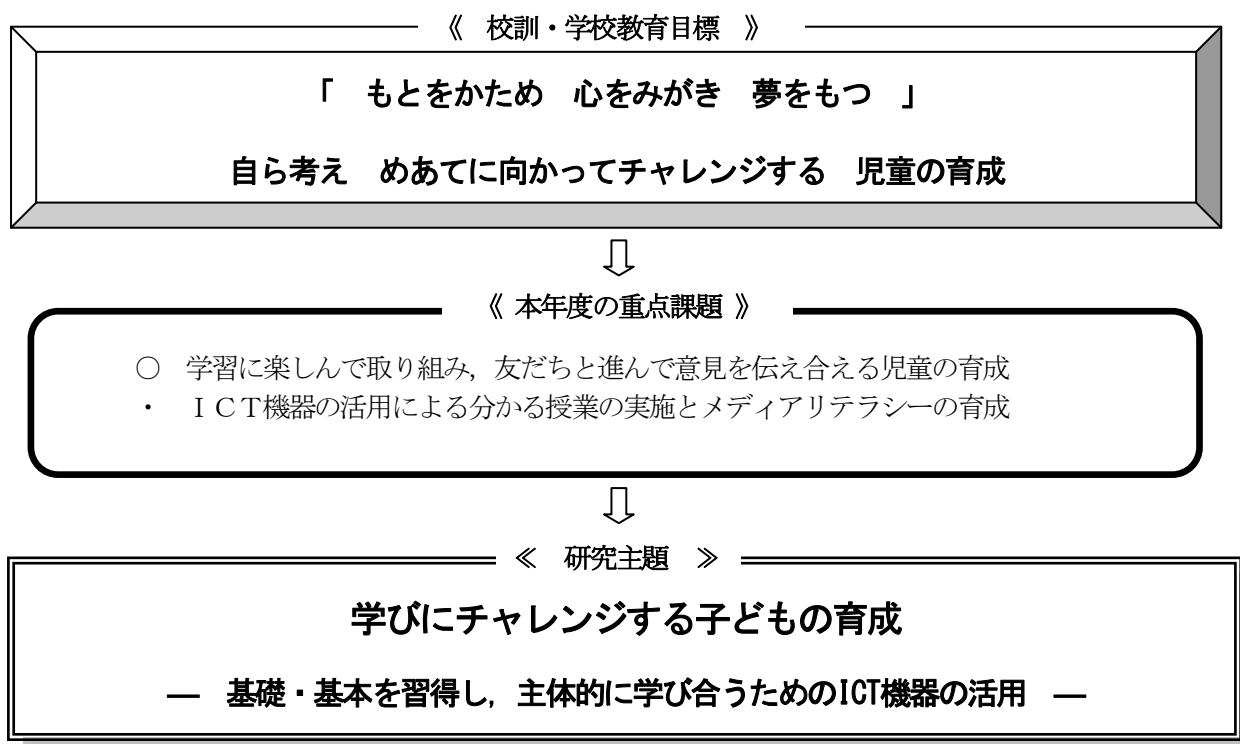 《　校訓・学校教育目標　》
「　もとをかため　心をみがき　夢をもつ　」
自ら考え　めあてに向かってチャレンジする　児童の育成
《 本年度の重点課題 》
○　学習に楽しんで取り組み，友だちと進んで意見を伝え合える児童の育成
・　ＩＣＴ機器の活用による分かる授業の実施とメディアリテラシーの育成
≪　研究主題　≫
学びにチャレンジする子どもの育成
―　基礎・基本を習得し，主体的に学び合うためのICT機器の活用　―